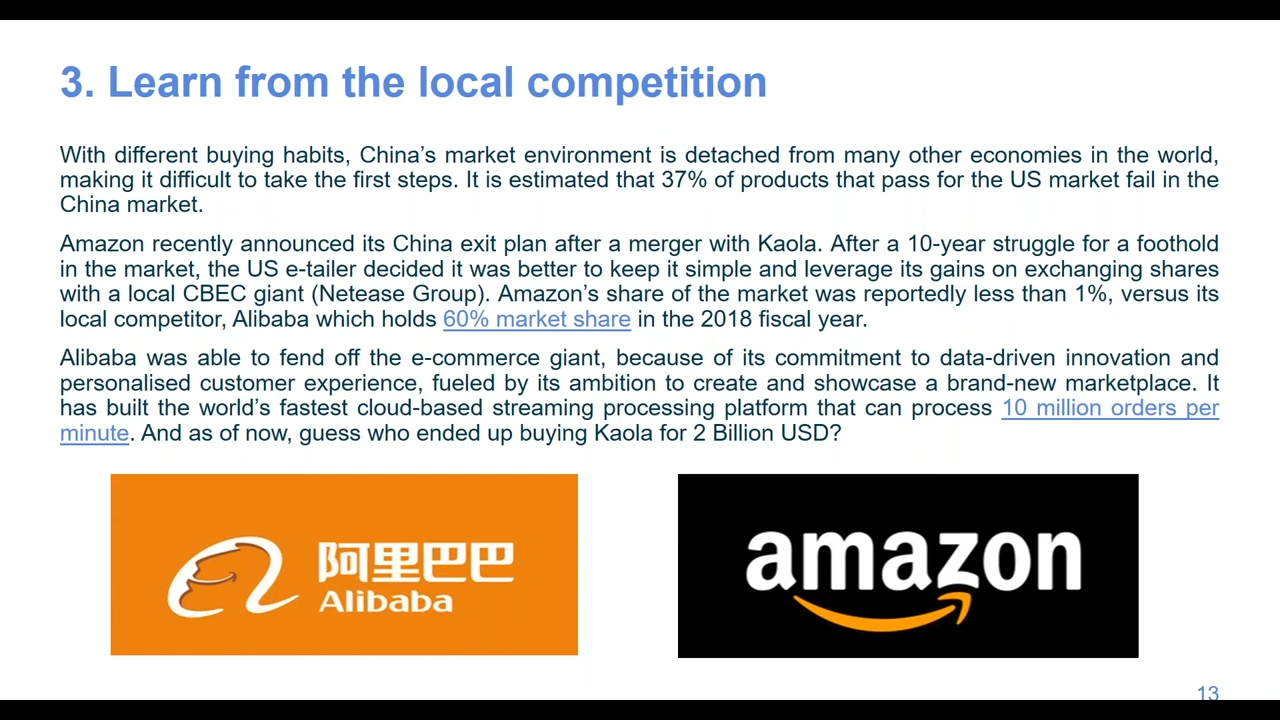 3. Learn from the local competition
With different buying habits, China’s market environment is detached from many other economies in the world,
making it difficult to take the first steps. It is estimated that 37% of products that pass for the US market fail in the
China market.
Amazon recently announced its China exit plan after a merger with Kaola. After a 10-year struggle for a foothold
in the market, the US e-tailer decided it was better to keep it simple and leverage its gains on exchanging shares
with a local CBEC giant (Netease Group). Amazon’s share of the market was reportedly less than 1%, versus its
local competitor, Alibaba which holds 60% market share in the 2018 fiscal year.
Alibaba was able to fend off the e-commerce giant, because of its commitment to data-driven innovation and
personalised customer experience, fueled by its ambition to create and showcase a brand-new marketplace. It
has built the world’s fastest cloud-based streaming processing platform that can process 10 million orders per
minute. And as of now, guess who ended up buying Kaola for 2 Billion USD?
阿里巴巴
Alibaba
amazon
13